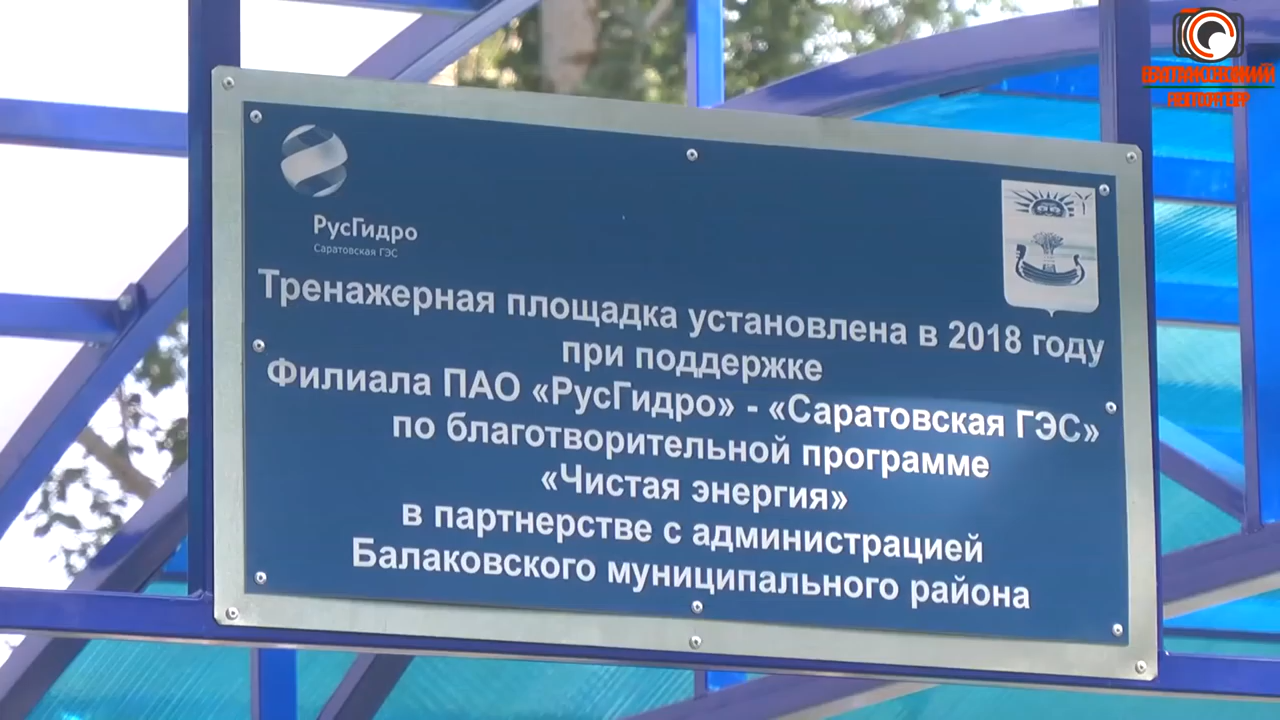 РусГидро
Саратовская ГЭС
Тренажерная площадка установлена в 2018 году
при поддержке
Филиала ПАО «РусГидро» - «Саратовская ГЭС»
по благотворительной программе
«Чистая энергия»
в партнерстве с администрацией
Балаковского муниципального района